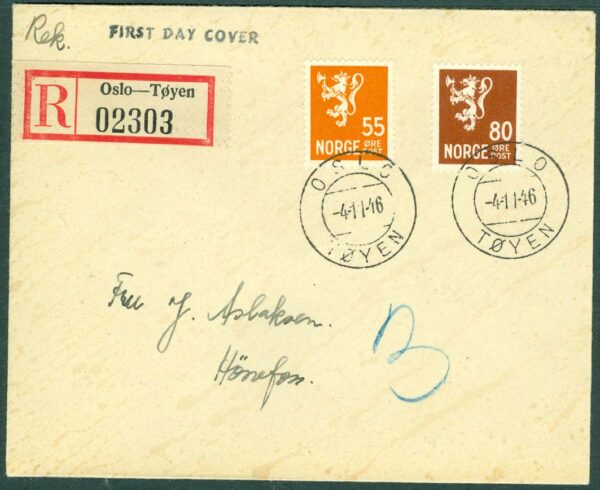 Rek.
FIRST DAY COVER
R
Oslo—Tøyen
02303
55
NORGE ØRE POST
80
NORGE ØRE POST
OSLO
-4-11-46
TØYEN
OSLO
-4-11-46
TØYEN
Fru J. Asbaksen.
Hönefoss.
B